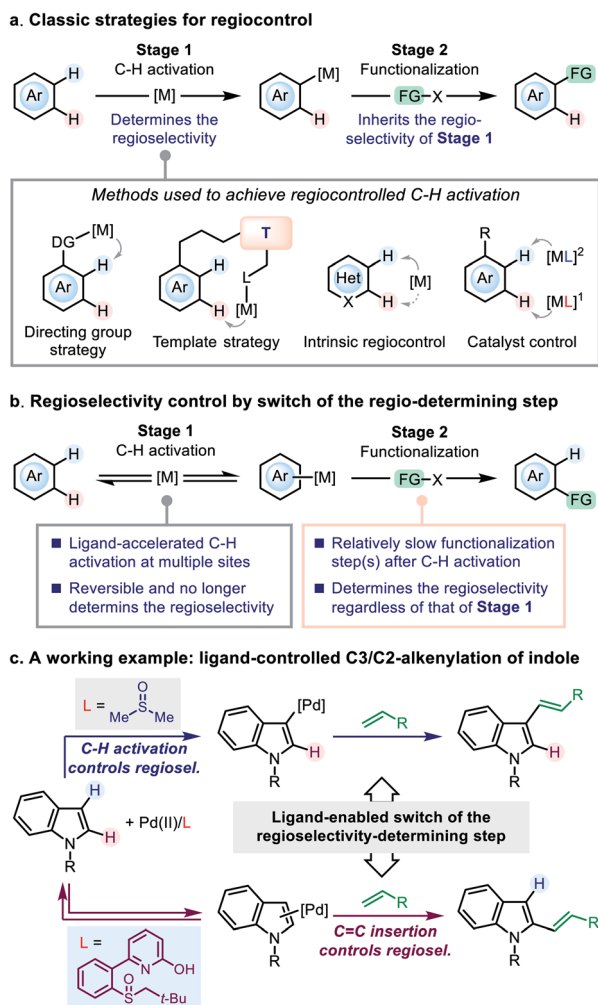 a. Classic strategies for regiocontrol
Stage 1
Stage 2
C-H activation
Functionalization
H
Ar
H
[M]
[M]
Ar
H
FG–X
FG
Ar
H
Determines the
regioselectivity
Inherits the regio-
selectivity of Stage 1
Methods used to achieve regiocontrolled C-H activation
DG
[M]
H
Ar
H
T
H
Ar
H
L
[M]
H
Het
X
H
[M]
R
H
Ar
H
[ML]2
[ML]1
Directing group
strategy
Template strategy
Intrinsic regiocontrol
Catalyst control
b. Regioselectivity control by switch of the regio-determining step
Stage 1
Stage 2
C-H activation
Functionalization
H
Ar
H
[M]
Ar
[M]
FG–X
H
Ar
FG
Ligand-accelerated C-H
activation at multiple sites
Reversible and no longer
determins the regioselectivity
Relatively slow functionalization
step(s) after C-H activation
Determines the regioselectivity
regardless of that of Stage 1
c. A working example: ligand-controlled C3/C2-alkenylation of indole
L =
O
S
Me
Me
C-H activation
controls regiosel.
[Pd]
H
N
R
R
R
H
N
R
H
H
N
R
+ Pd(II)/L
Ligand-enabled switch of the
regioselectivity-determining step
L =
N
OH
S
O
t-Bu
[Pd]
N
R
R
C=C insertion
controls regiosel.
H
R
N
R